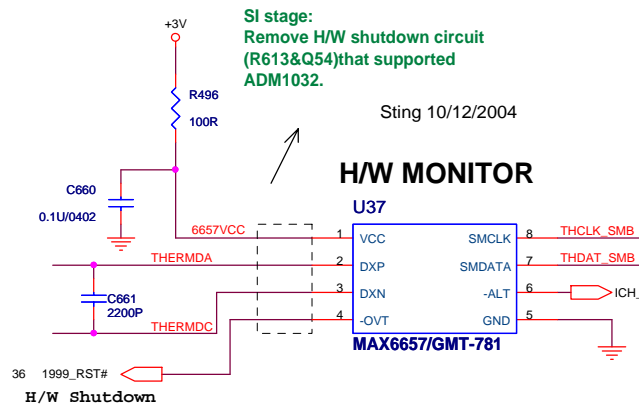 SI stage:
Remove H/W shutdown circuit
(R613&Q54)that supported
ADM1032.
Sting 10/12/2004
+3V
R496
100R
H/W MONITOR
C660
0.1U/0402
U37
6657VCC
1 VCC SMCLK 8 THCLK_SMB
THERMDA 2 DXP SMDATA 7 THDAT_SMB
C661
2200P
3 DXN -ALT 6 ICH_
THERMDC 4 -OVT GND 5
MAX6657/GMT-781
36 1999_RST#
H/W Shutdown